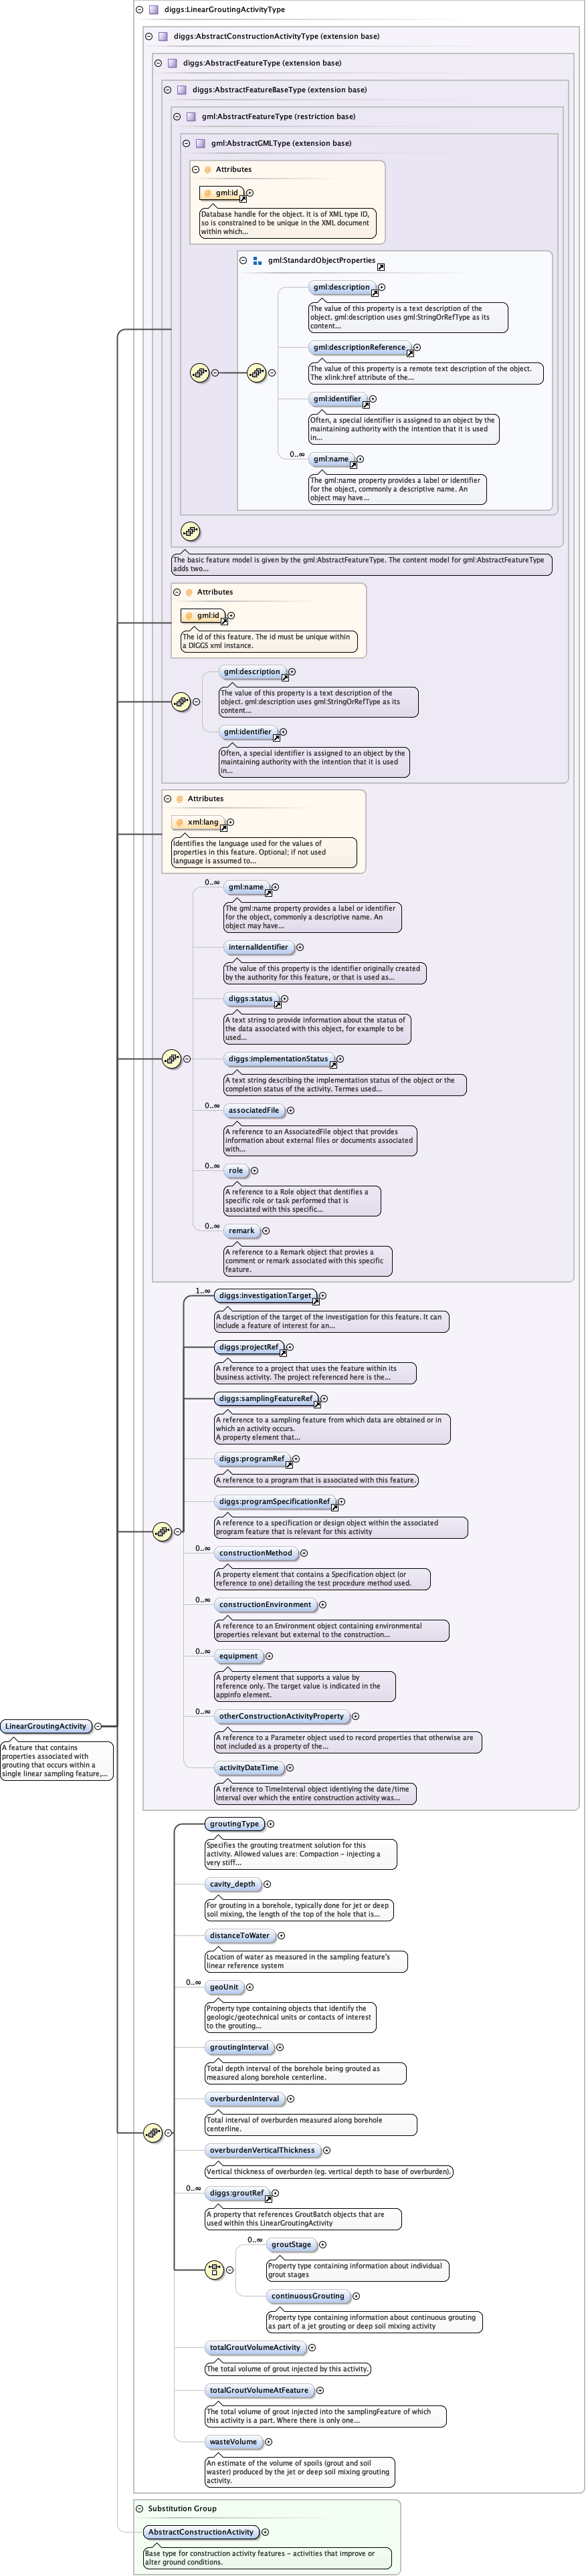 diggs:LinearGroutingActivityType
diggs:AbstractConstructionActivityType (extension base)
diggs:AbstractFeatureType (extension base)
diggs:AbstractFeatureBaseType (extension base)
gml:AbstractFeatureType (restriction base)
gml:AbstractGMLType (extension base)
@ Attributes
gml:id
Database handle for the object. It is of XML type ID,
so is constrained to be unique in the XML document
within which...
gml:StandardObjectProperties
gml:description
The value of this property is a text description of the
object. gml:description uses gml:StringOrRefType as its
content...
gml:descriptionReference
The value of this property is a remote text description of the object.
The xlink:href attribute of the...
gml:identifier
Often, a special identifier is assigned to an object by the
maintaining authority with the intention that it is used
in...
0..∞
gml:name
The gml:name property provides a label or identifier
for the object, commonly a descriptive name. An
object may have...
The basic feature model is given by the gml:AbstractFeatureType. The content model for gml:AbstractFeatureType
adds two...
@ Attributes
gml:id
The id of this feature. The id must be unique within
a DIGGS xml instance.
gml:description
The value of this property is a text description of the
object. gml:description uses gml:StringOrRefType as its
content...
gml:identifier
Often, a special identifier is assigned to an object by the
maintaining authority with the intention that it is used
in...
@ Attributes
@ xml:lang
Identifies the language used for the values of
properties in this feature. Optional; if not used
language is assumed to...
0..∞
gml:name
The gml:name property provides a label or identifier
for the object, commonly a descriptive name. An
object may have...
internalIdentifier
The value of this property is the identifier originally created
by the authority for this feature, or that is used as...
diggs:status
A text string to provide information about the status of
the data associated with this object, for example to be
used...
diggs:implementationStatus
A text string describing the implementation status of the object or the
completion status of the activity. Termes used...
0..∞
associatedFile
A reference to an AssociatedFile object that provides
information about external files or documents associated
with...
0..∞
role
A reference to a Role object that dentifies a
specific role or task performed that is
associated with this specific...
0..∞
remark
A reference to a Remark object that provies a
comment or remark associated with this specific
feature.
1..∞
diggs:investigationTarget
A description of the target of the investigation for this feature. It can
include a feature of interest for an...
diggs:projectRef
A reference to a project that uses the feature within its
business activity. The project referenced here is the...
diggs:samplingFeatureRef
A reference to a sampling feature from which data are obtained or in
which an activity occurs.
A property element that...
diggs:programRef
A reference to a program that is associated with this feature.
diggs:programSpecificationRef
A reference to a specification or design object within the associated
program feature that is relevant for this activity
0..∞
constructionMethod
A property element that contains a Specification object (or
reference to one) detailing the test procedure method used.
0..∞
constructionEnvironment
A reference to an Environment object containing environmental
properties relevant but external to the construction...
0..∞
equipment
A property element that supports a value by
reference only. The target value is indicated in the
appinfo element.
0..∞
otherConstructionActivityProperty
A reference to a Parameter object used to record properties that otherwise are
not included as a property of the...
activityDateTime
A reference to TimeInterval object identiying the date/time
interval over which the entire construction activity was...
LinearGroutingActivity
A feature that contains
properties associated with
grouting that occurs within a
single linear sampling feature,...
groutingType
Specifies the grouting treatment solution for this
activity. Allowed values are: Compaction – injecting a
very stiff...
cavity_depth
For grouting in a borehole, typically done for jet or deep
soil mixing, the length of the top of the hole that is...
distanceToWater
Location of water as measured in the sampling feature's
linear reference system
0..∞
geoUnit
Property type containing objects that identify the
geologic/geotechnical units or contacts of interest
to the grouting...
groutingInterval
Total depth interval of the borehole being grouted as
measured along borehole centerline.
overburdenInterval
Total interval of overburden measured along borehole
centerline.
overburdenVerticalThickness
Vertical thickness of overburden (eg. vertical depth to base of overburden).
0..∞
diggs:groutRef
A property that references GroutBatch objects that are
used within this LinearGroutingActivity
0..∞
groutStage
Property type containing information about individual
grout stages
continuousGrouting
Property type containing information about continuous grouting
as part of a jet grouting or deep soil mixing activity
totalGroutVolumeActivity
The total volume of grout injected by this activity.
totalGroutVolumeAtFeature
The total volume of grout injected into the samplingFeature of which
this activity is a part. Where there is only one...
wasteVolume
An estimate of the volume of spoils (grout and soil
waster) produced by the jet or deep soil mixing grouting
activity.
Substitution Group
AbstractConstructionActivity
Base type for construction activity features – activities that improve or
alter ground conditions.